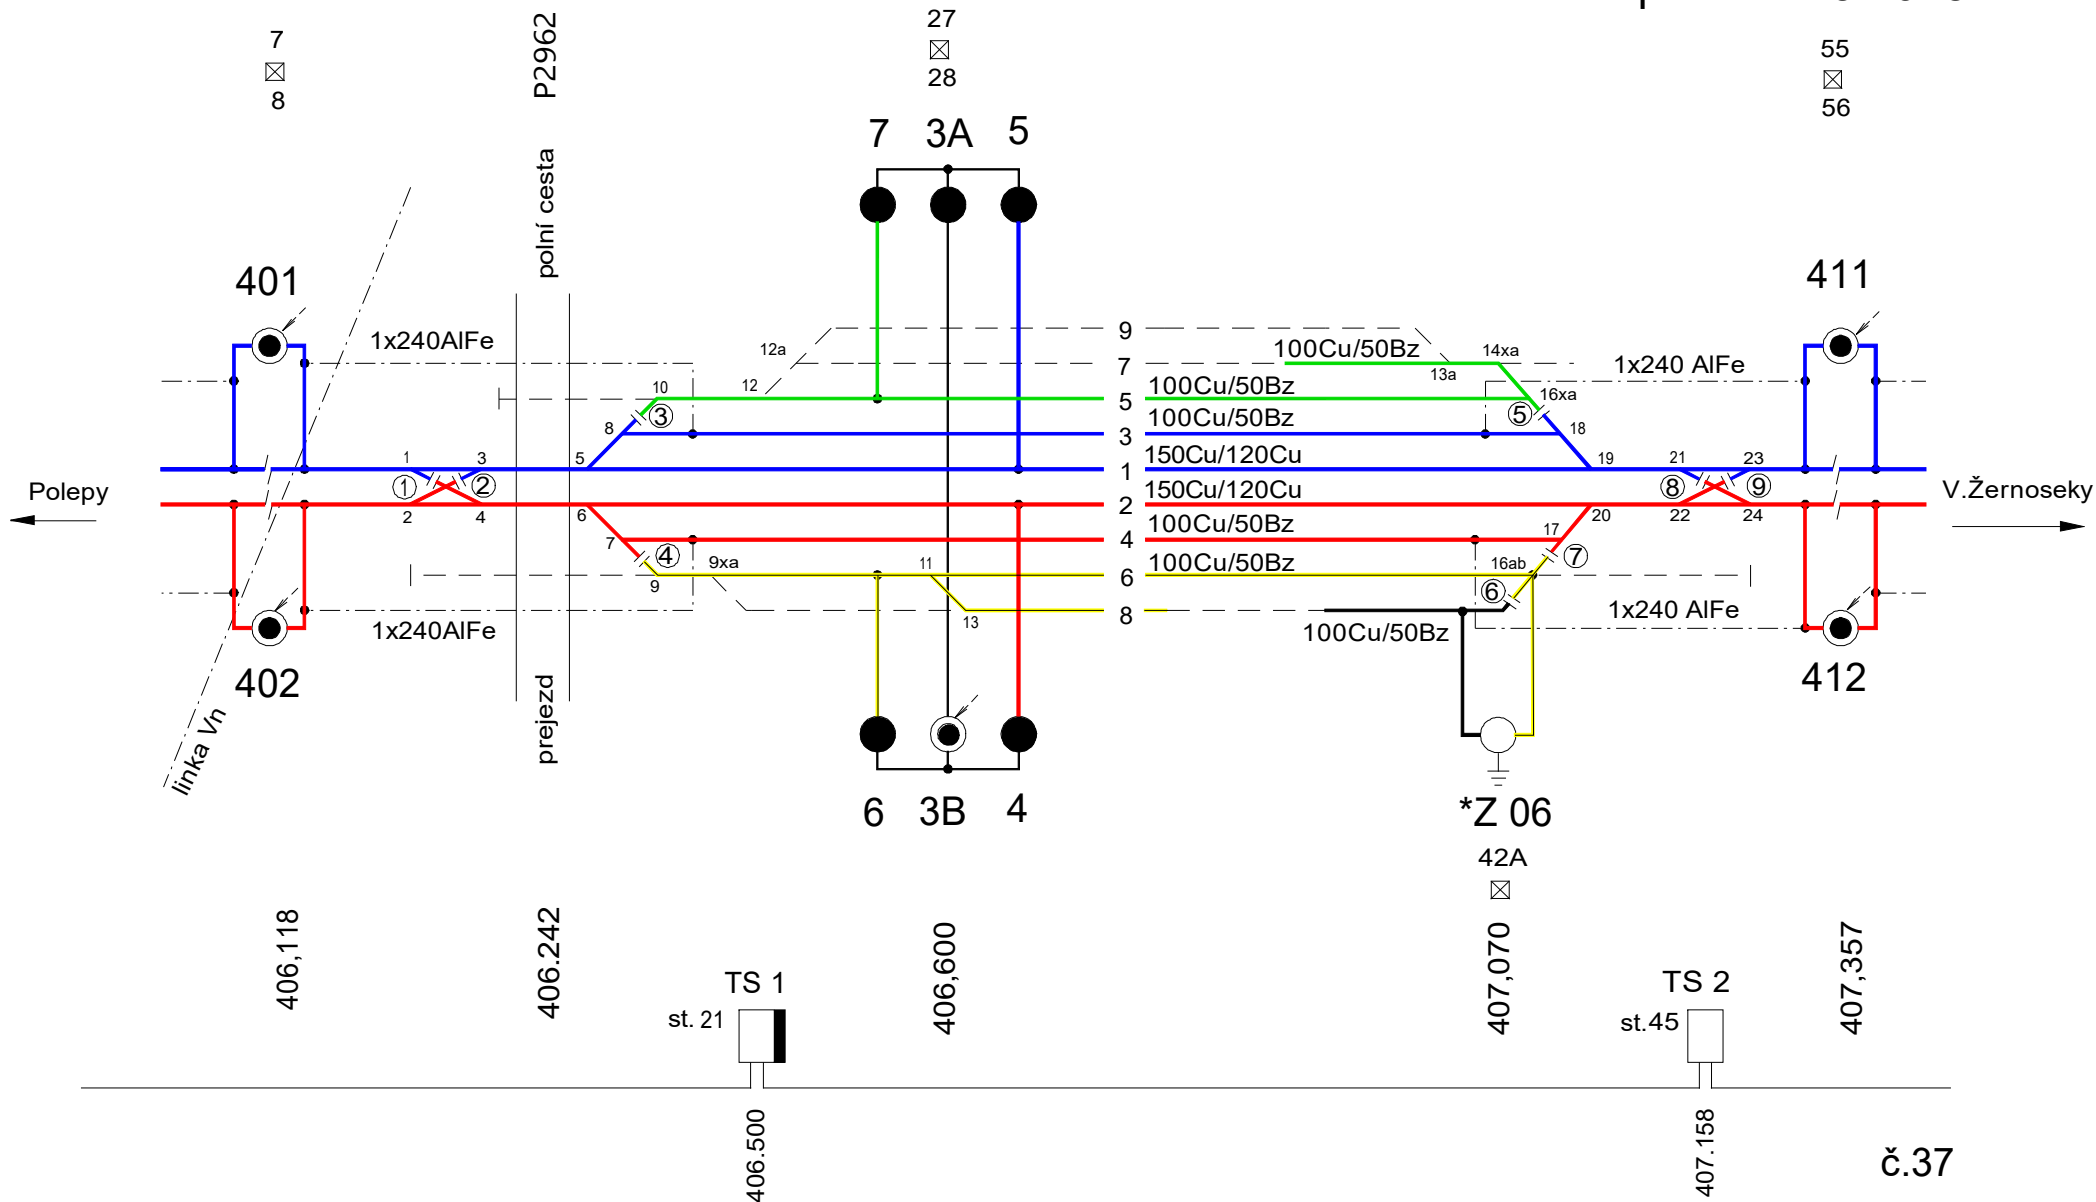 7
8
P2962
27
28
55
56
polní cesta
7 3A 5
401
411
1x240AlFe
9
12a
7
100Cu/50Bz
14xa
13a
1x240 AlFe
10
12
5
100Cu/50Bz
16xa
3
5
8
3
100Cu/50Bz
18
1
3
5
1
150Cu/120Cu
19
21
23
Polepy
1
2
8
9
V.Žernoseky
2
4
6
2
150Cu/120Cu
20
22
24
7
4
100Cu/50Bz
17
4
9xa
11
7
9
6
100Cu/50Bz
16ab
6
1x240AlFe
13
8
100Cu/50Bz
1x240 AlFe
402
412
linka Vn
prejezd
6 3B 4
*Z 06
42A
406,118
406.242
406,600
407,070
407,357
TS 1
st. 21
TS 2
st.45
406.500
407.158
č.37